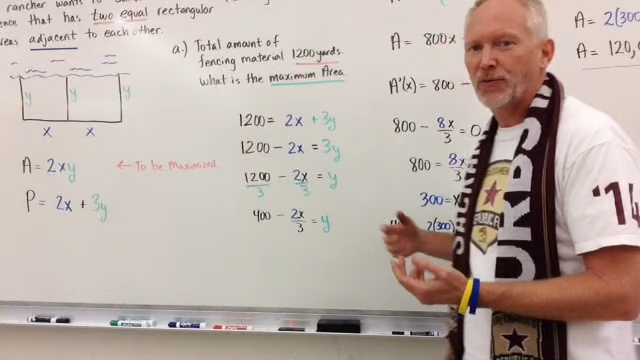 rancher wants to
ence that has two equal rectangular
reas adjacent to each other.
y y y
x x
A = 2xy ← To be Maximized
P = 2x + 3y
a.) Total amount of
fencing material 1200 yards.
what is the maximum Area
1200 = 2x + 3y
1200 - 2x = 3y
1200/3 - 2x/3 = y
400 - 2x/3 = y
A = 800x
A'(x) = 800 -
800 - 8x/3 = 0
800 = 8x/3
300 = x
2(300)
A = 2(300
A = 120,0
'14